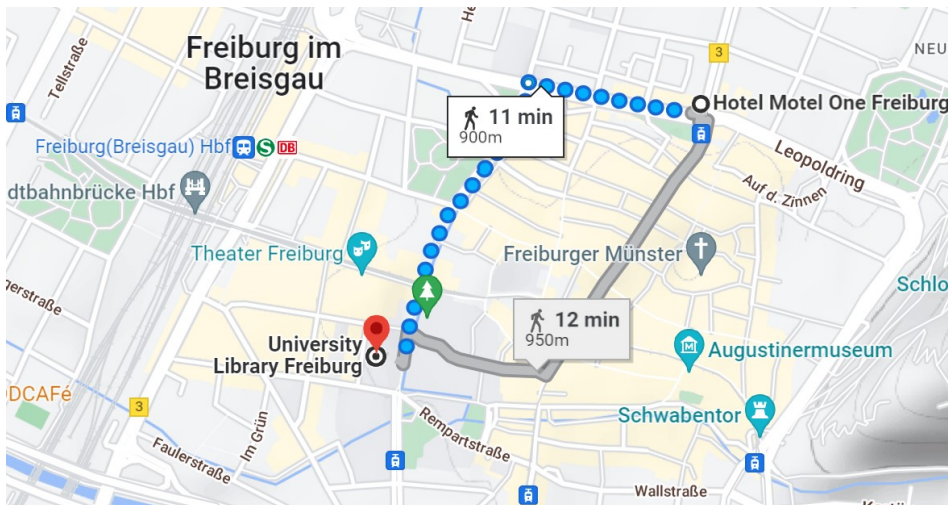 Freiburg im
Breisgau
Tellstraße
3
NEU
He
11 min
900m
Hotel Motel One Freiburg
Freiburg(Breisgau) Hbf
S
DB
Leopoldring
dtbahnbrücke Hbf
Auf d. Zinnen
Theater Freiburg
Freiburger Münster
Schlo
gerstraße
12 min
950m
University
Library Freiburg
Augustinermuseum
DCAFé
3
Schwabentor
Im Grün
Rempartstraße
Faulerstraße
Wallstraße